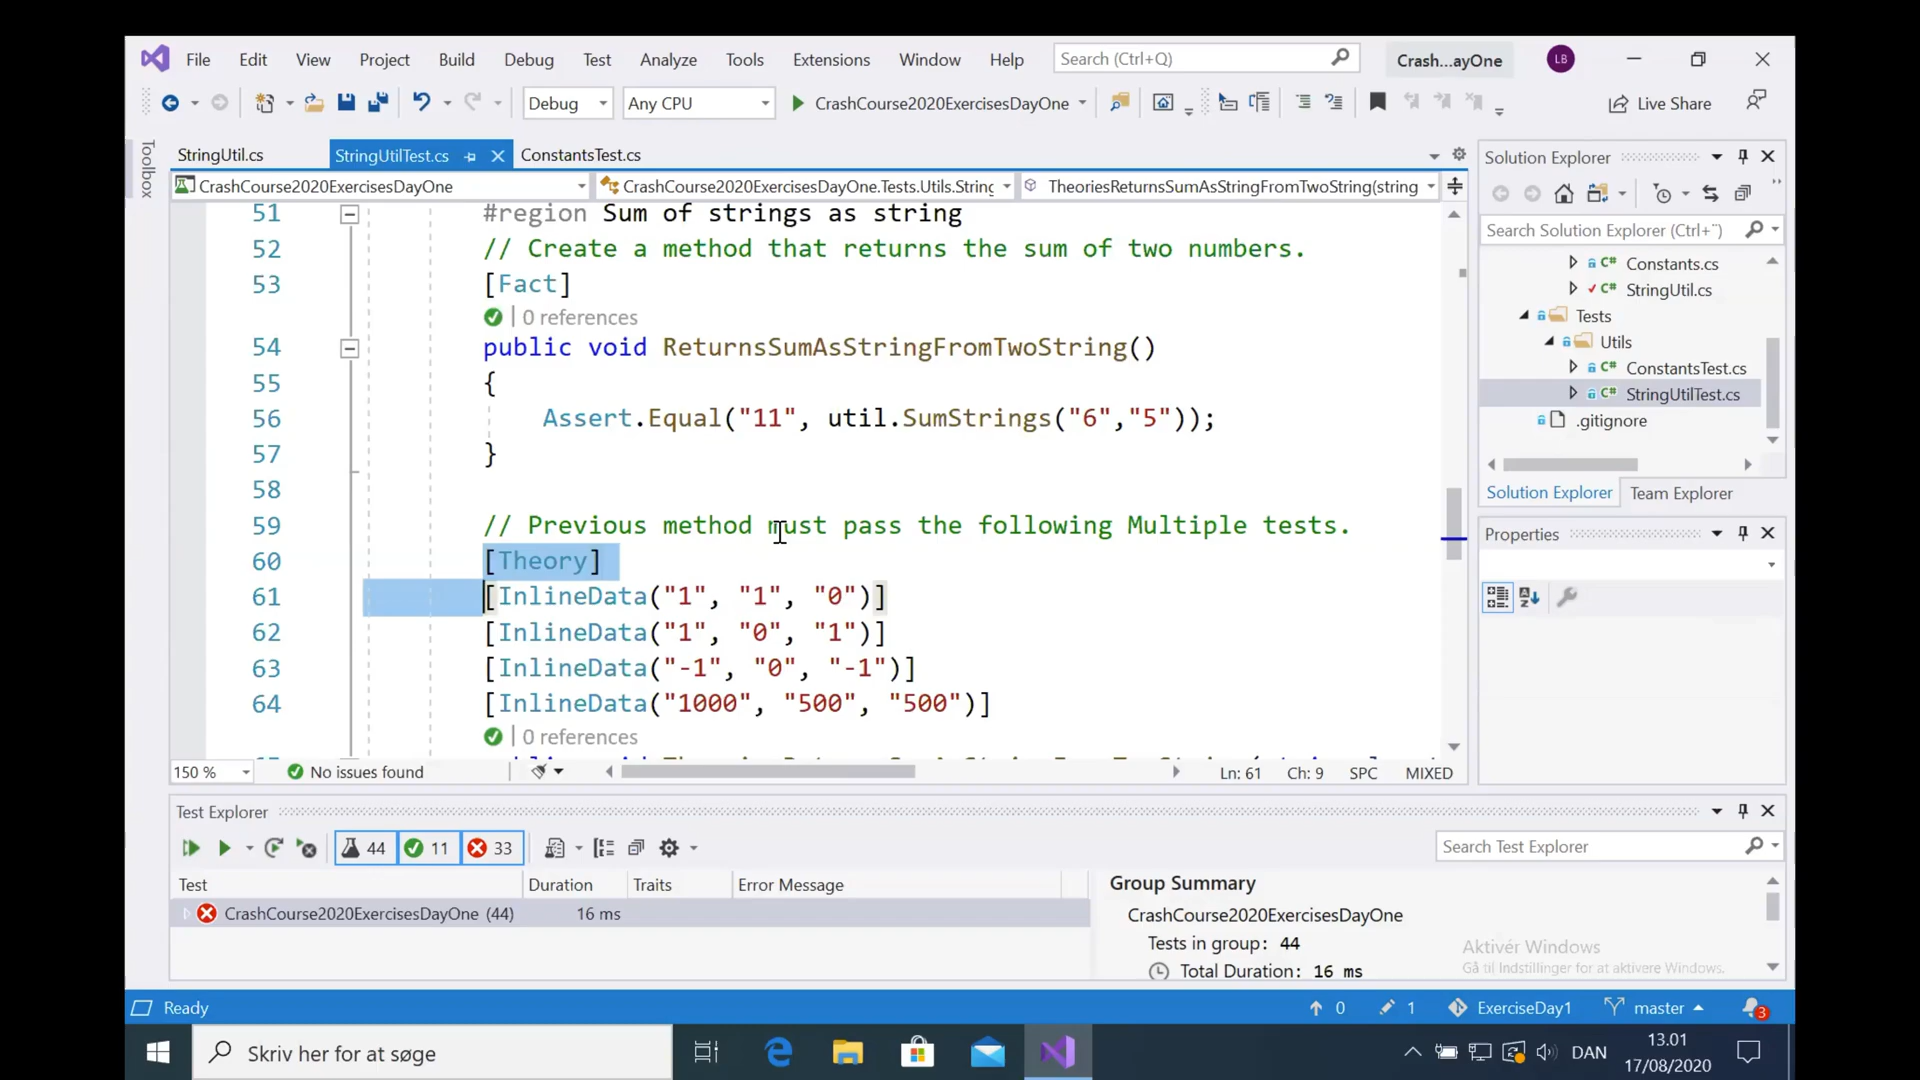 File Edit View Project Build Debug Test Analyze Tools Extensions Window Help Search (Ctrl+Q) Crash...ayOne LB
Debug Any CPU CrashCourse2020ExercisesDayOne Live Share
Toolbox
StringUtil.cs StringUtilTest.cs ConstantsTest.cs
CrashCourse2020ExercisesDayOne CrashCourse2020ExercisesDayOne.Tests.Utils.String TheoriesReturnsSumAsStringFromTwoString(string
51 #region Sum of strings as string
52 // Create a method that returns the sum of two numbers.
53 [Fact]
0 references
54 public void ReturnsSumAsStringFromTwoString()
55 {
56 Assert.Equal("11", util.SumStrings("6","5"));
57 }
58
59 // Previous method must pass the following Multiple tests.
60 [Theory]
61 [InlineData("1", "1", "0")]
62 [InlineData("1", "0", "1")]
63 [InlineData("-1", "0", "-1")]
64 [InlineData("1000", "500", "500")]
0 references
150 % No issues found Ln: 61 Ch: 9 SPC MIXED
Solution Explorer
Search Solution Explorer (Ctrl+¨)
C# Constants.cs
C# StringUtil.cs
Tests
Utils
C# ConstantsTest.cs
C# StringUtilTest.cs
.gitignore
Solution Explorer Team Explorer
Properties
Test Explorer
44 11 33 Search Test Explorer
Test Duration Traits Error Message
CrashCourse2020ExercisesDayOne (44) 16 ms
Group Summary
CrashCourse2020ExercisesDayOne
Tests in group: 44
Total Duration: 16 ms
Aktivér Windows
Gå til Indstillinger for at aktivere Windows.
Ready 0 1 ExerciseDay1 master 3
Skriv her for at søge DAN 13.01
17/08/2020